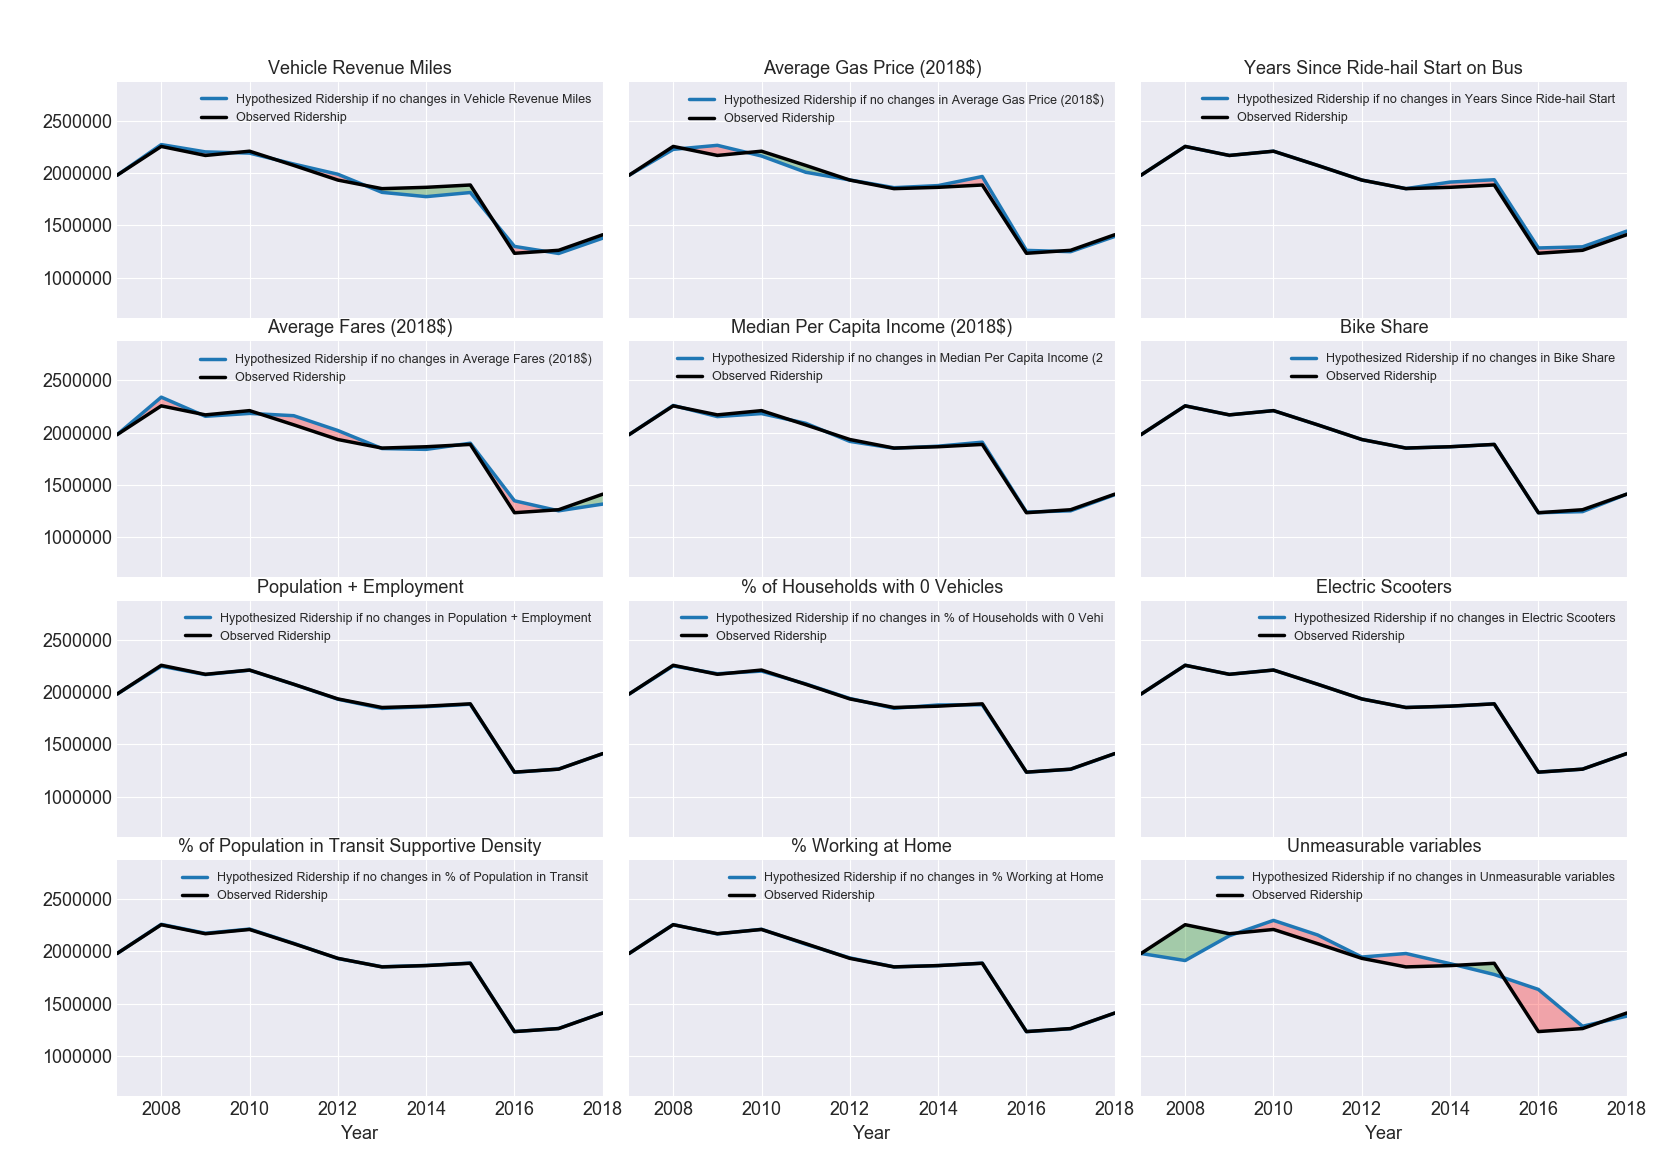 Vehicle Revenue Miles
Hypothesized Ridership if no changes in Vehicle Revenue Miles
Observed Ridership
2500000
2000000
1500000
1000000
Average Gas Price (2018$)
Hypothesized Ridership if no changes in Average Gas Price (2018$)
Observed Ridership
Years Since Ride-hail Start on Bus
Hypothesized Ridership if no changes in Years Since Ride-hail Start
Observed Ridership
Average Fares (2018$)
Hypothesized Ridership if no changes in Average Fares (2018$)
Observed Ridership
2500000
2000000
1500000
1000000
Median Per Capita Income (2018$)
Hypothesized Ridership if no changes in Median Per Capita Income (2
Observed Ridership
Bike Share
Hypothesized Ridership if no changes in Bike Share
Observed Ridership
Population + Employment
Hypothesized Ridership if no changes in Population + Employment
Observed Ridership
2500000
2000000
1500000
1000000
% of Households with 0 Vehicles
Hypothesized Ridership if no changes in % of Households with 0 Vehi
Observed Ridership
Electric Scooters
Hypothesized Ridership if no changes in Electric Scooters
Observed Ridership
% of Population in Transit Supportive Density
Hypothesized Ridership if no changes in % of Population in Transit
Observed Ridership
2500000
2000000
1500000
1000000
2008 2010 2012 2014 2016 2018
Year
% Working at Home
Hypothesized Ridership if no changes in % Working at Home
Observed Ridership
2008 2010 2012 2014 2016 2018
Year
Unmeasurable variables
Hypothesized Ridership if no changes in Unmeasurable variables
Observed Ridership
2008 2010 2012 2014 2016 2018
Year